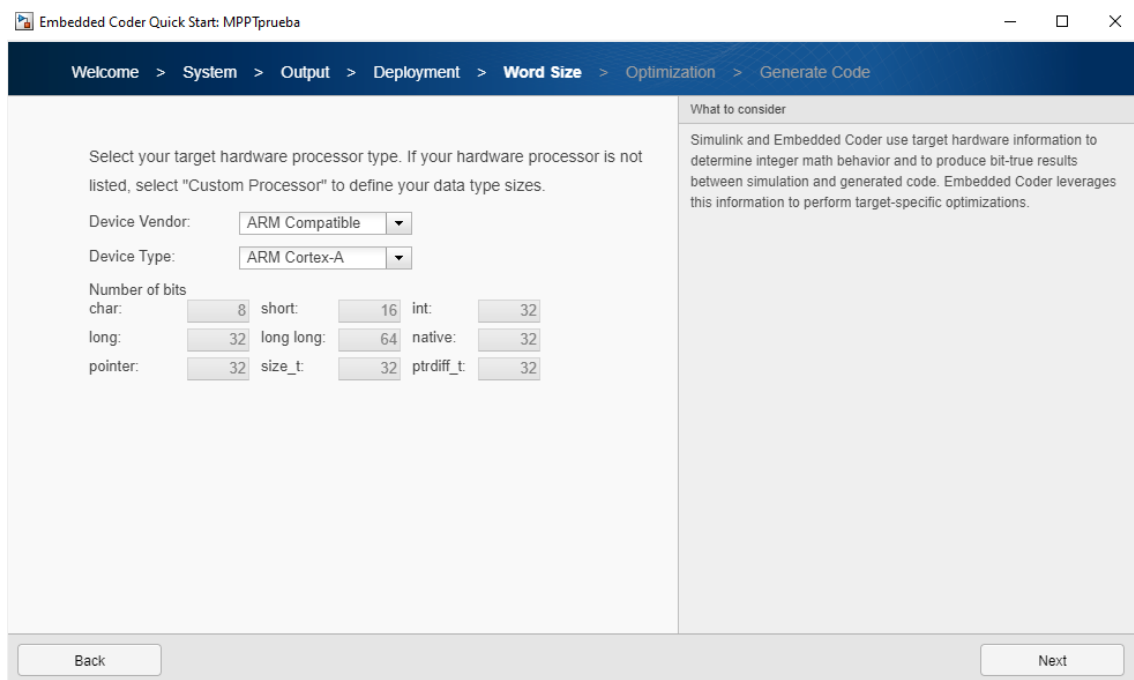 Embedded Coder Quick Start: MPPTprueba
Welcome > System > Output > Deployment > Word Size > Optimization > Generate Code
Select your target hardware processor type. If your hardware processor is not
listed, select "Custom Processor" to define your data type sizes.
Device Vendor: ARM Compatible
Device Type: ARM Cortex-A
Number of bits
char: 8 short: 16 int: 32
long: 32 long long: 64 native: 32
pointer: 32 size_t: 32 ptrdiff_t: 32
What to consider
Simulink and Embedded Coder use target hardware information to
determine integer math behavior and to produce bit-true results
between simulation and generated code. Embedded Coder leverages
this information to perform target-specific optimizations.
Back
Next